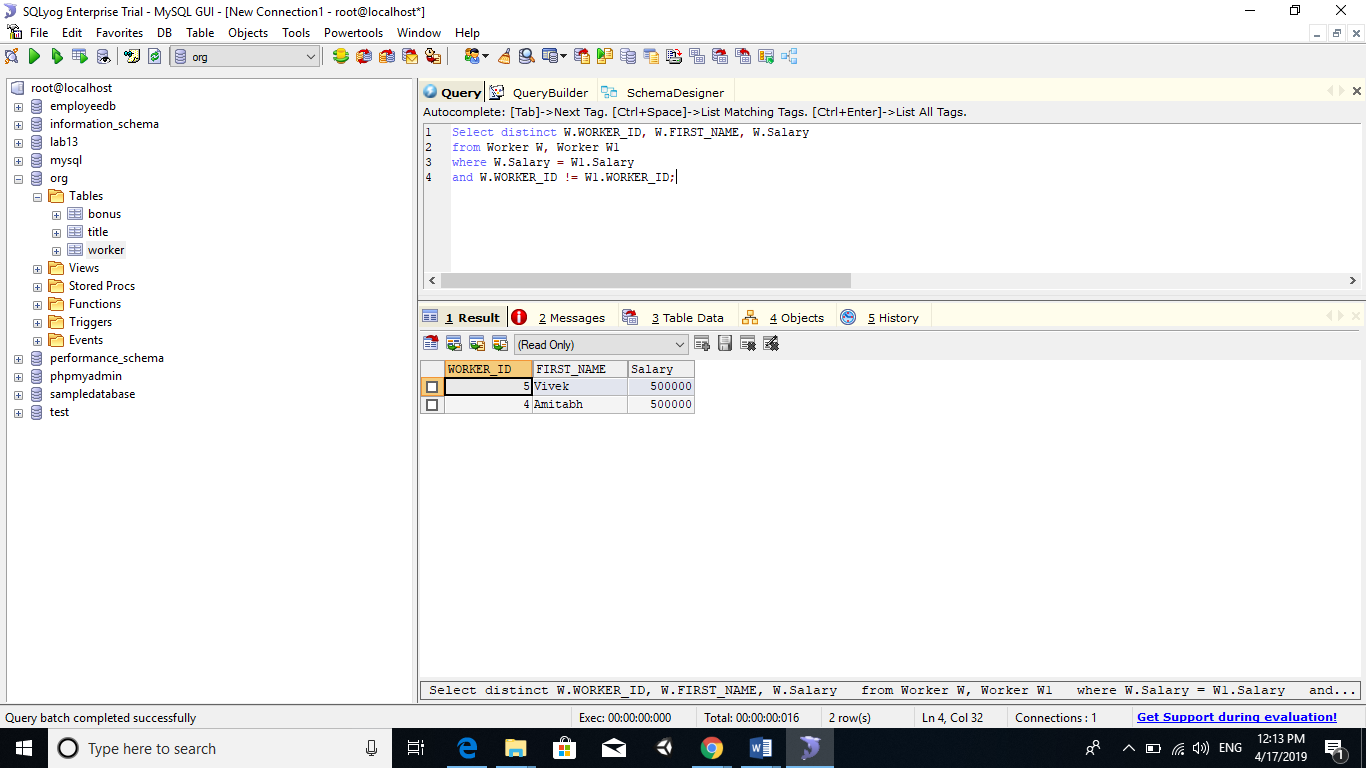 SQLyog Enterprise Trial - MySQL GUI - [New Connection1 - root@localhost*]
File Edit Favorites DB Table Objects Tools Powertools Window Help
org
root@localhost
employeedb
information_schema
lab13
mysql
org
Tables
bonus
title
worker
Views
Stored Procs
Functions
Triggers
Events
performance_schema
phpmyadmin
sampledatabase
test
Query QueryBuilder SchemaDesigner
Autocomplete: [Tab]->Next Tag. [Ctrl+Space]->List Matching Tags. [Ctrl+Enter]->List All Tags.
1 Select distinct W.WORKER_ID, W.FIRST_NAME, W.Salary
2 from Worker W, Worker W1
3 where W.Salary = W1.Salary
4 and W.WORKER_ID != W1.WORKER_ID;
1 Result 2 Messages 3 Table Data 4 Objects 5 History
(Read Only)
WORKER_ID FIRST_NAME Salary
5 Vivek 500000
4 Amitabh 500000
Select distinct W.WORKER_ID, W.FIRST_NAME, W.Salary from Worker W, Worker W1 where W.Salary = W1.Salary and...
Query batch completed successfully Exec: 00:00:00:000 Total: 00:00:00:016 2 row(s) Ln 4, Col 32 Connections : 1 Get Support during evaluation!
Type here to search ENG 12:13 PM
4/17/2019 1